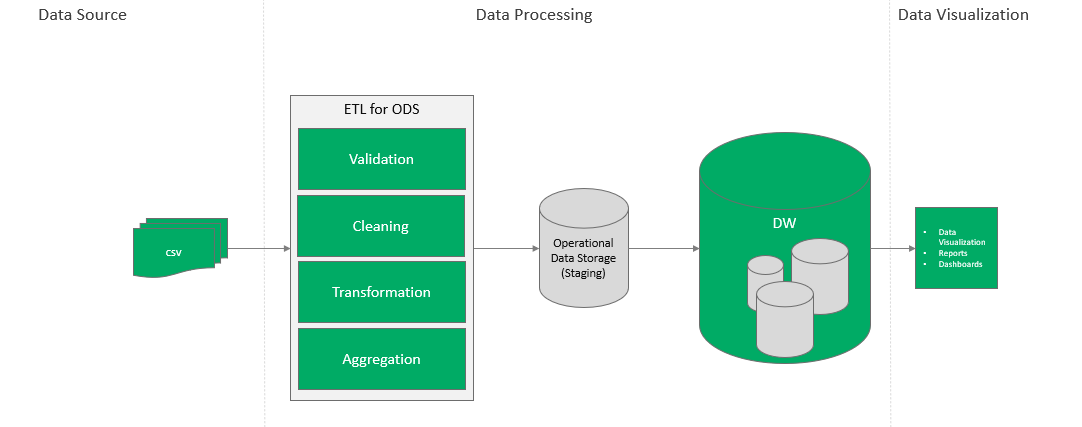 Data Source
Data Processing
Data Visualization
ETL for ODS
Validation
Cleaning
Transformation
Aggregation
CSV
Operational
Data Storage
(Staging)
DW
• Data
Visualization
• Reports
• Dashboards